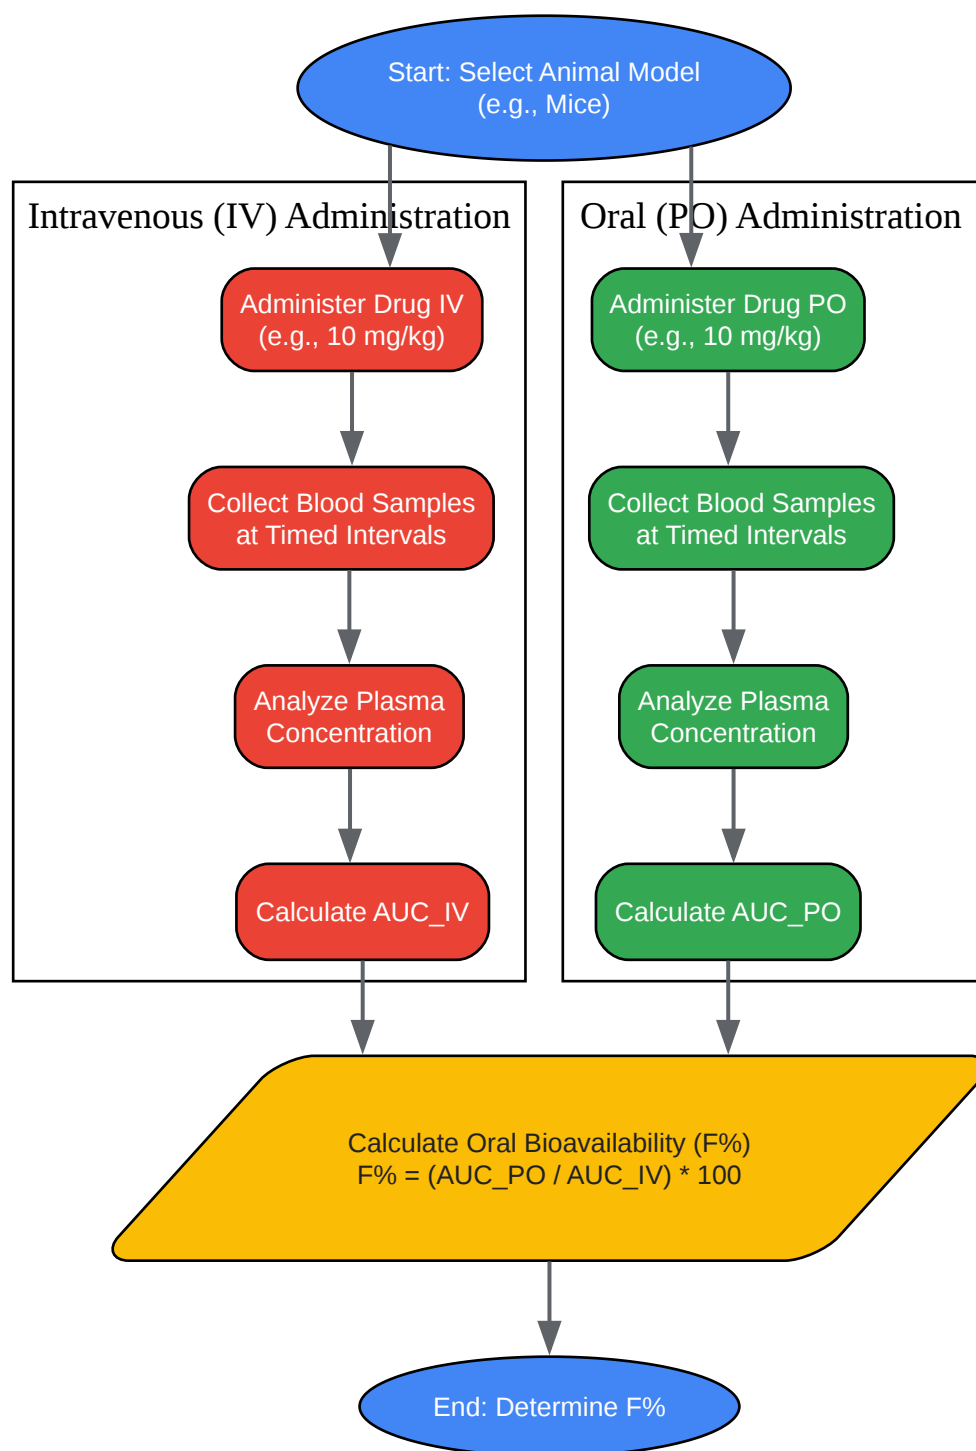 Start: Select Animal Model
(e.g., Mice)
Intravenous (IV) Administration
Administer Drug IV
(e.g., 10 mg/kg)
Collect Blood Samples
at Timed Intervals
Analyze Plasma
Concentration
Calculate AUC_IV
Oral (PO) Administration
Administer Drug PO
(e.g., 10 mg/kg)
Collect Blood Samples
at Timed Intervals
Analyze Plasma
Concentration
Calculate AUC_PO
Calculate Oral Bioavailability (F%)
F% = (AUC_PO / AUC_IV) * 100
End: Determine F%